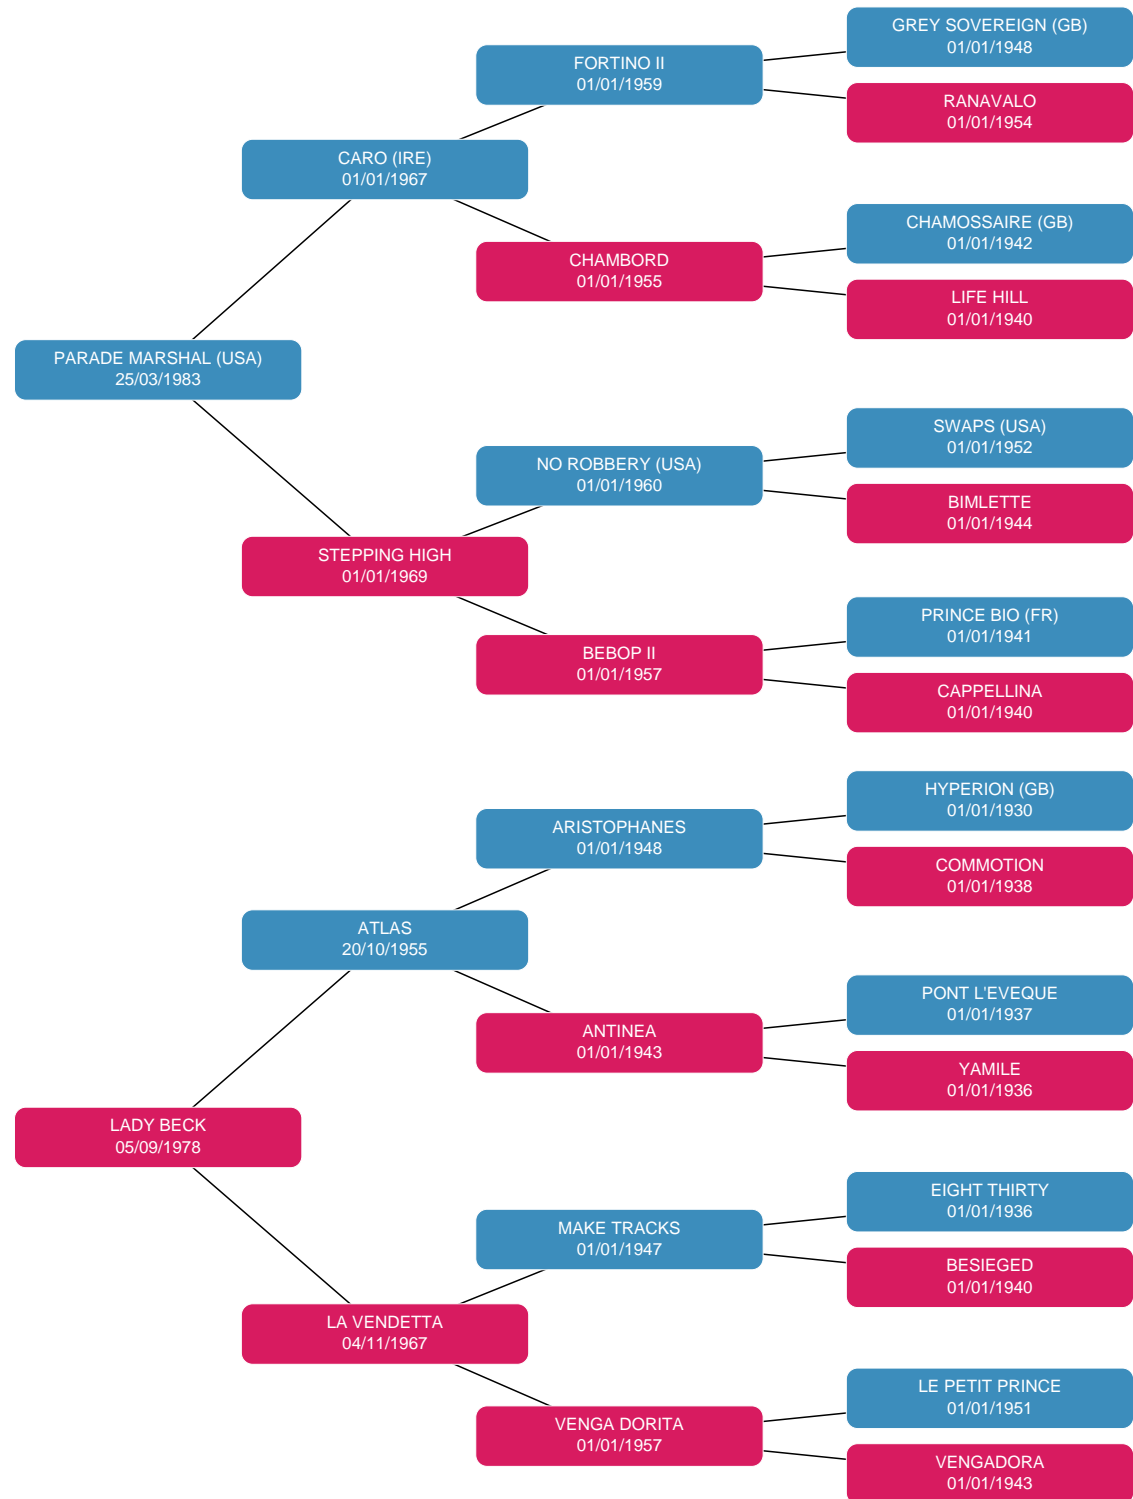 GREY SOVEREIGN (GB)
01/01/1948
FORTINO II
01/01/1959
RANAVALO
01/01/1954
CARO (IRE)
01/01/1967
CHAMOSSAIRE (GB)
01/01/1942
CHAMBORD
01/01/1955
LIFE HILL
01/01/1940
PARADE MARSHAL (USA)
25/03/1983
SWAPS (USA)
01/01/1952
NO ROBBERY (USA)
01/01/1960
BIMLETTE
01/01/1944
STEPPING HIGH
01/01/1969
PRINCE BIO (FR)
01/01/1941
BEBOP II
01/01/1957
CAPPELLINA
01/01/1940
HYPERION (GB)
01/01/1930
ARISTOPHANES
01/01/1948
COMMOTION
01/01/1938
ATLAS
20/10/1955
PONT L'EVEQUE
01/01/1937
ANTINEA
01/01/1943
YAMILE
01/01/1936
LADY BECK
05/09/1978
EIGHT THIRTY
01/01/1936
MAKE TRACKS
01/01/1947
BESIEGED
01/01/1940
LA VENDETTA
04/11/1967
LE PETIT PRINCE
01/01/1951
VENGA DORITA
01/01/1957
VENGADORA
01/01/1943